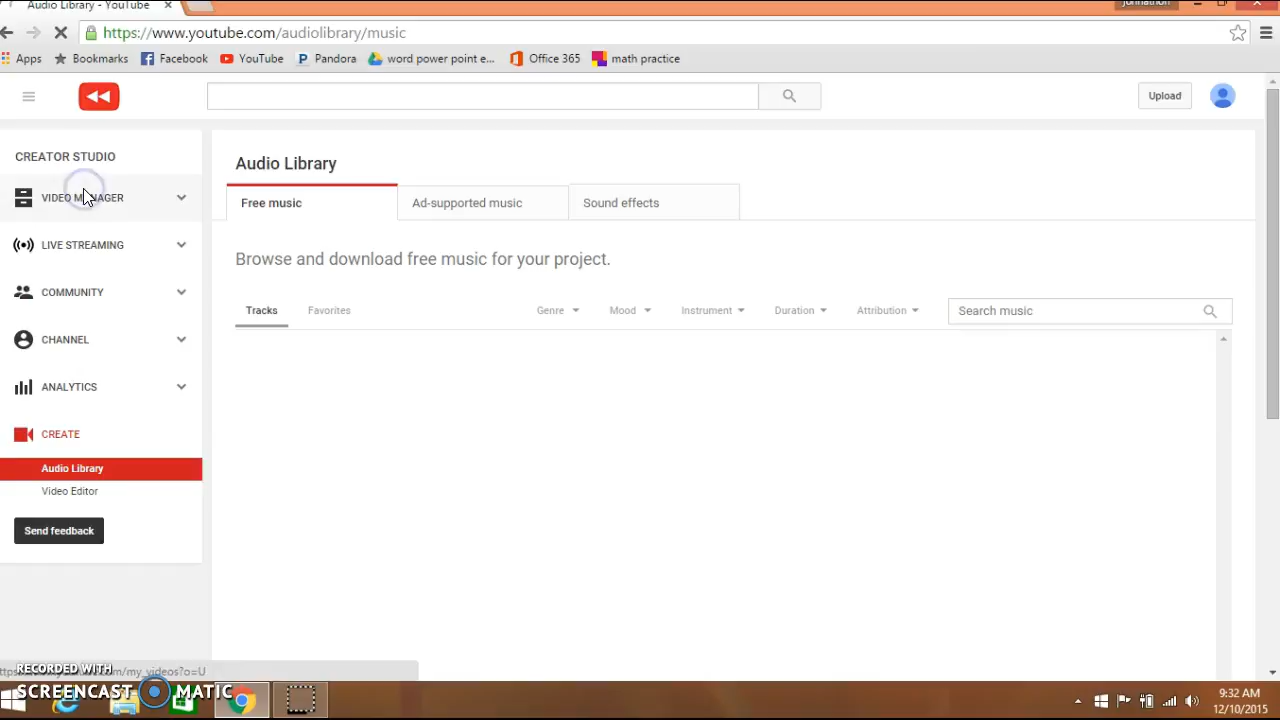 Audio Library - YouTube
Johnathon
https://www.youtube.com/audiolibrary/music
Apps Bookmarks Facebook YouTube Pandora word power point e... Office 365 math practice
Upload
CREATOR STUDIO
VIDEO MANAGER
LIVE STREAMING
COMMUNITY
CHANNEL
ANALYTICS
CREATE
Audio Library
Video Editor
Send feedback
Audio Library
Free music Ad-supported music Sound effects
Browse and download free music for your project.
Tracks Favorites Genre Mood Instrument Duration Attribution Search music
/my_videos?o=U
RECORDED WITH
SCREENCAST MATIC
9:32 AM
12/10/2015